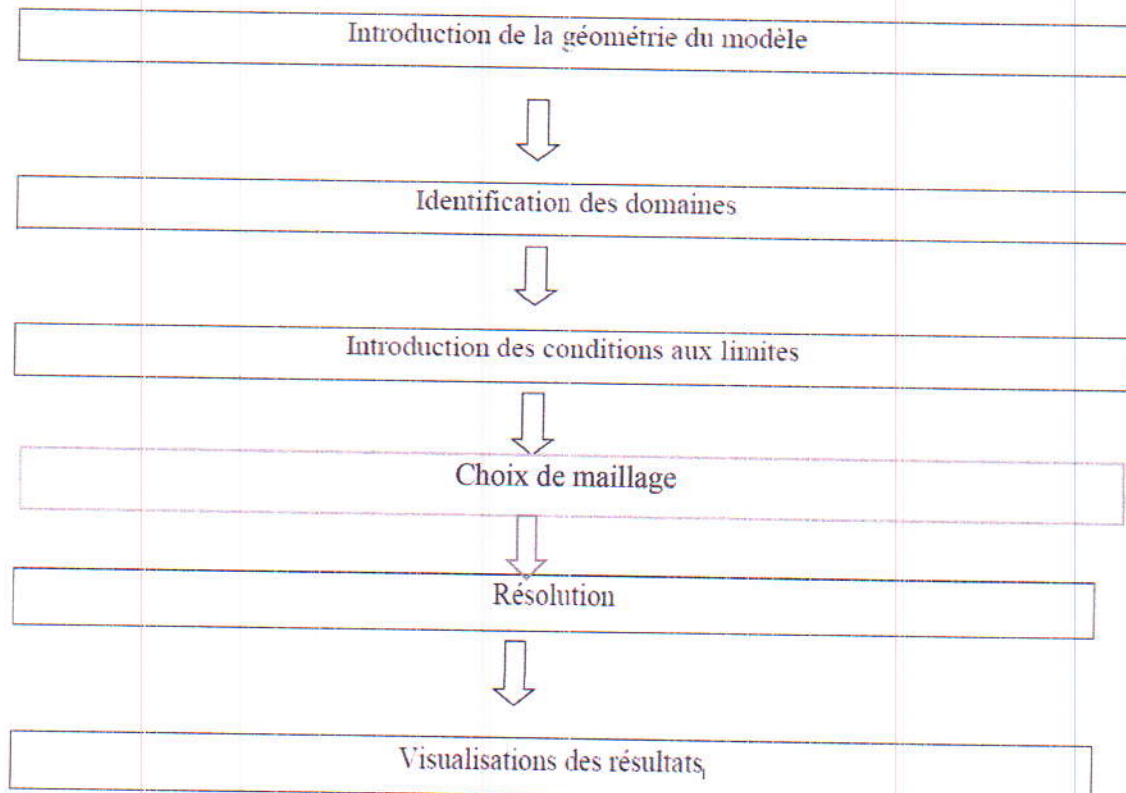 Introduction de la géométrie du modèle
Identification des domaines
Introduction des conditions aux limites
Choix de maillage
Résolution
Visualisations des résultats